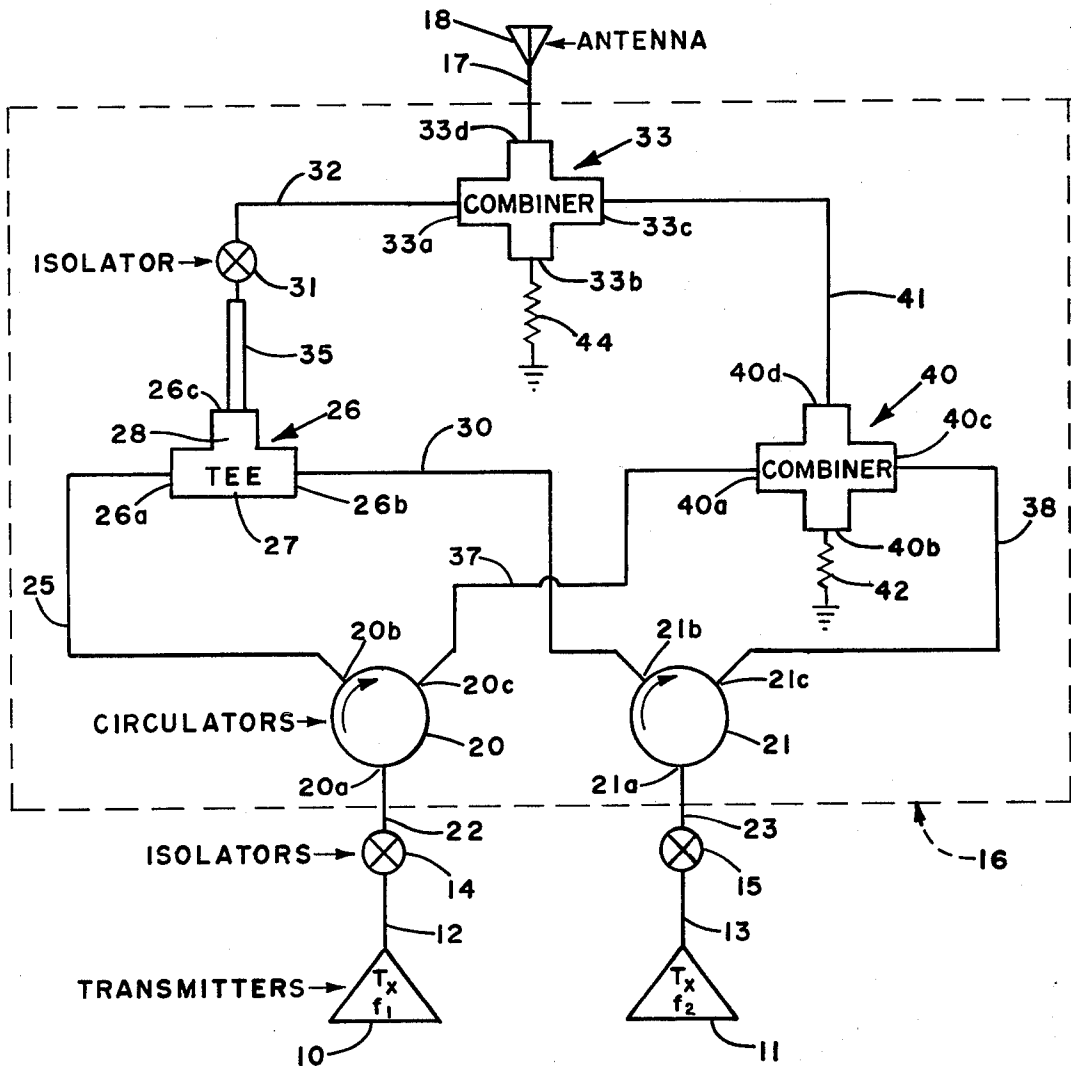 18
ANTENNA
17
33d
33
32
COMBINER
33a
33c
ISOLATOR
31
33b
41
44
35
26c
26
40d
40
28
30
40c
TEE
COMBINER
26a
26b
40a
38
27
40b
37
42
25
20b
21b
20c
21c
CIRCULATORS
20
21
20a
21a
22
23
ISOLATORS
16
14
15
12
13
TRANSMITTERS
Tx
f1
Tx
f2
10
11